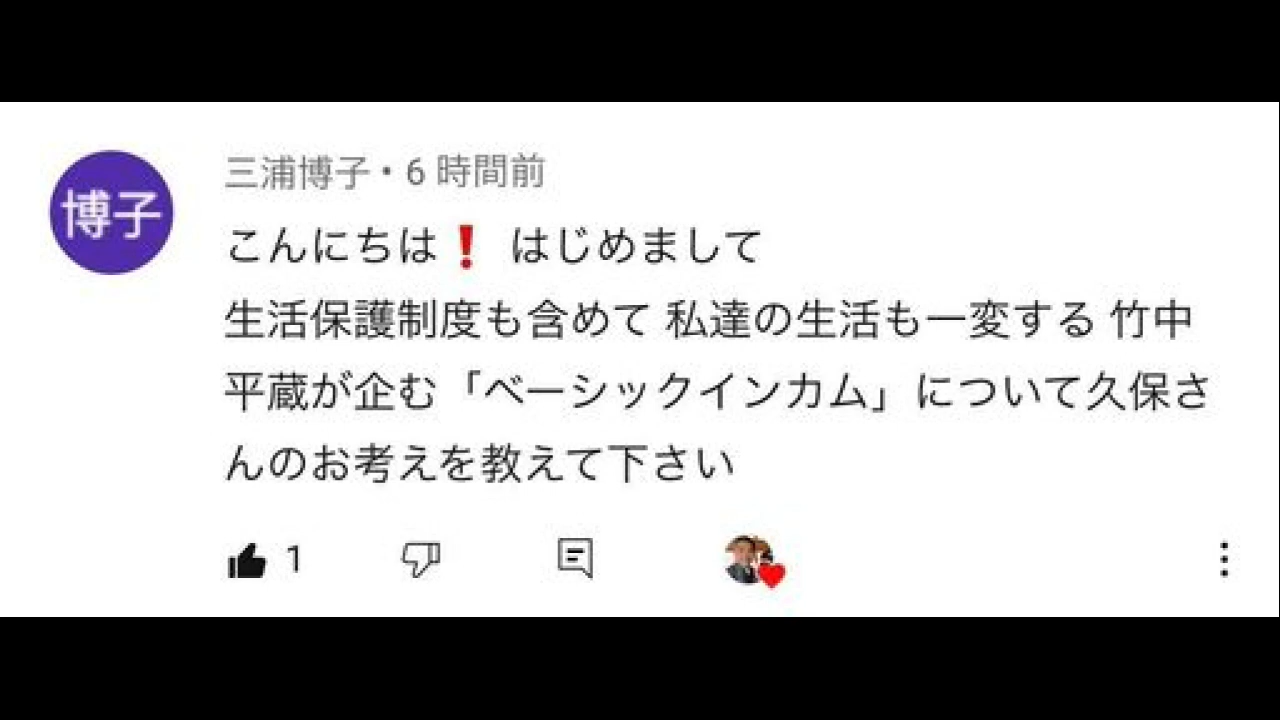 博子
三浦博子・6 時間前
こんにちは❗ はじめまして
生活保護制度も含めて 私達の生活も一変する 竹中
平蔵が企む「ベーシックインカム」について久保さ
んのお考えを教えて下さい
1